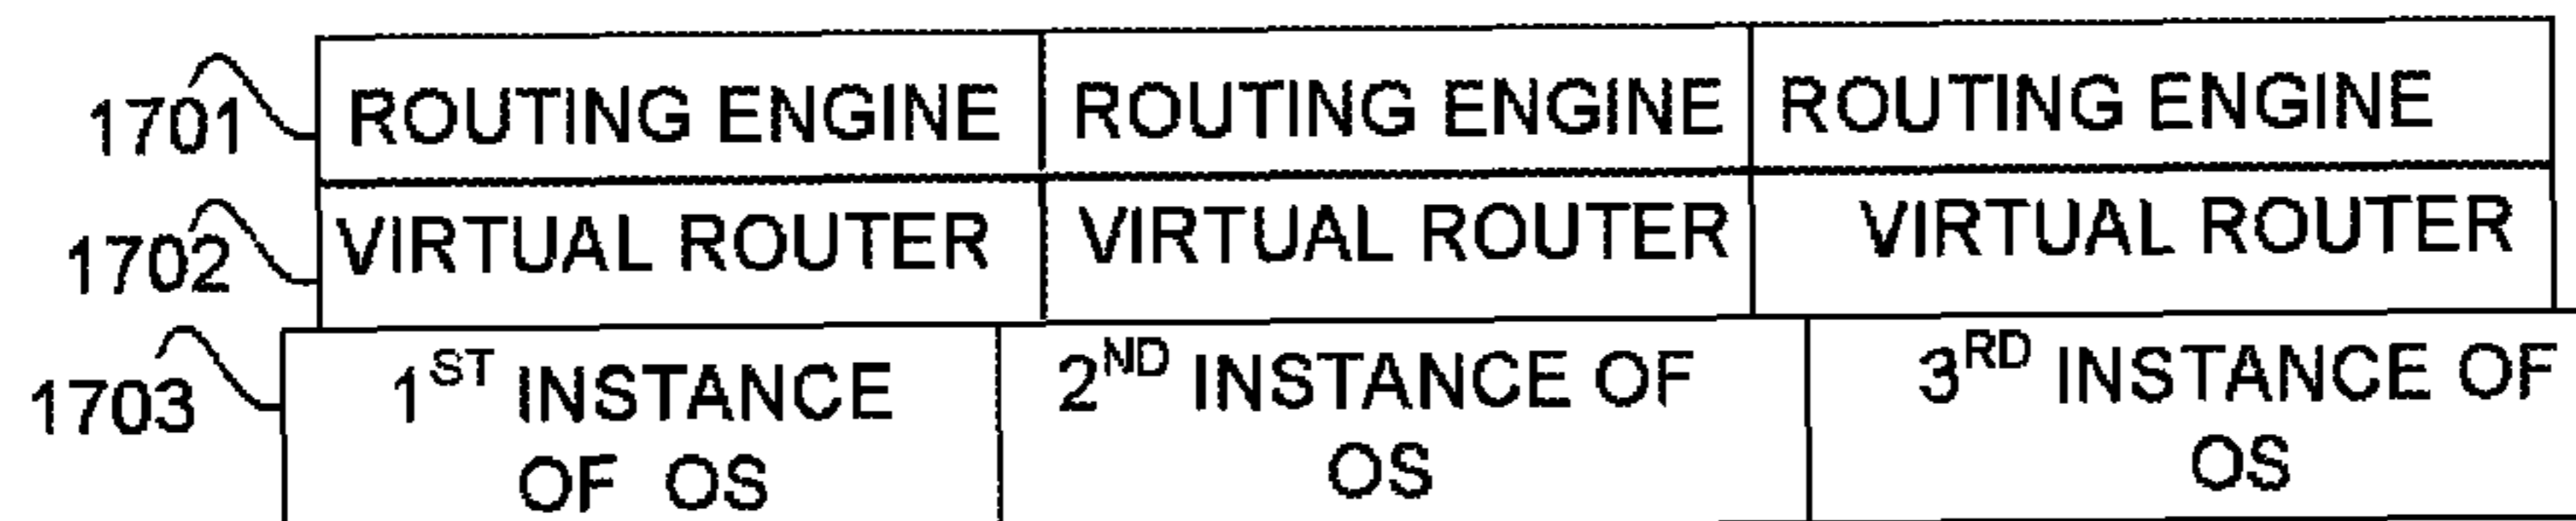 1701 ROUTING ENGINE ROUTING ENGINE ROUTING ENGINE
1702 VIRTUAL ROUTER VIRTUAL ROUTER VIRTUAL ROUTER
1703 1ST INSTANCE OF OS 2ND INSTANCE OF OS 3RD INSTANCE OF OS